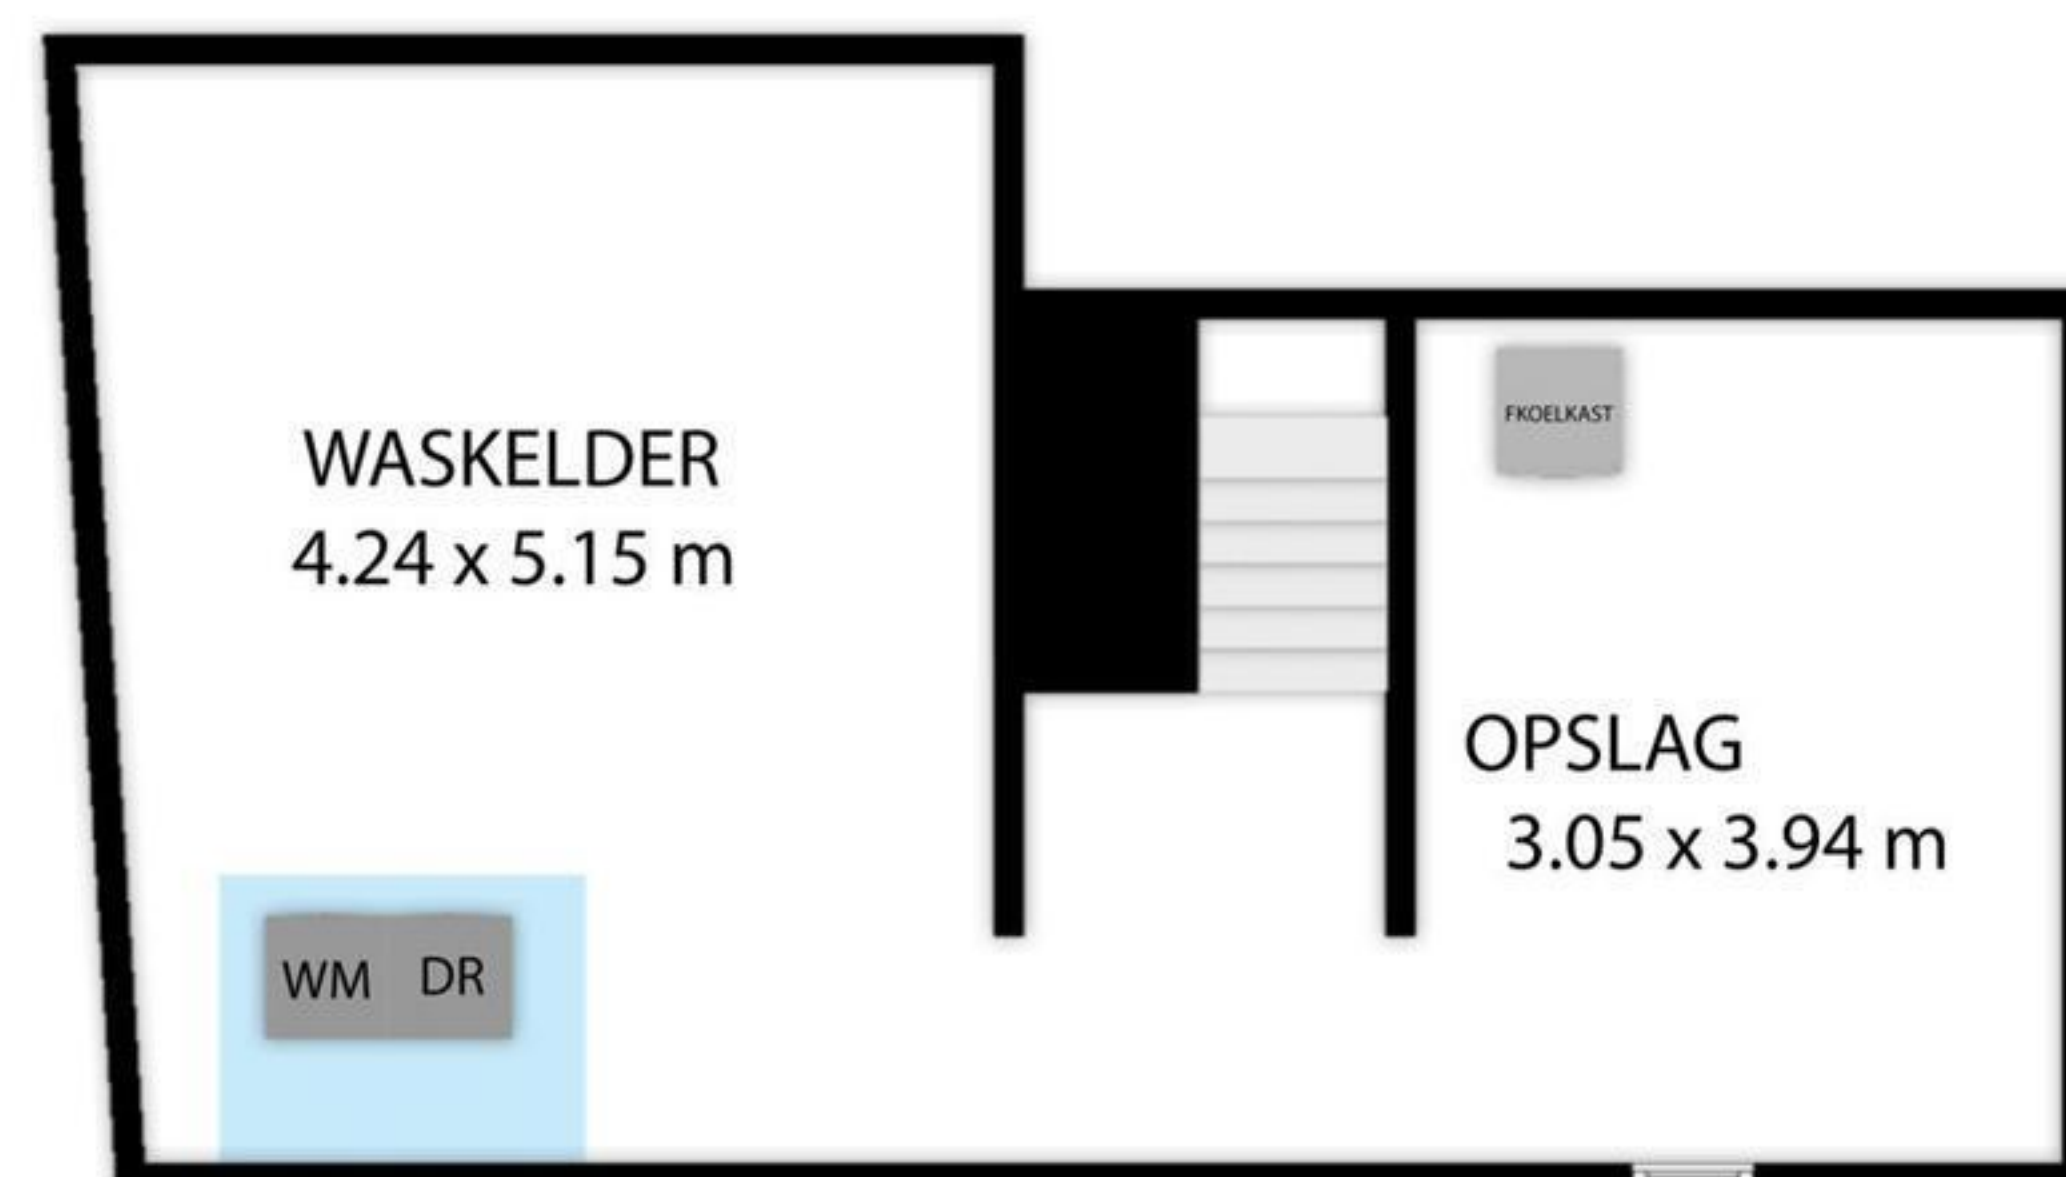 WASKELDER
4.24 x 5.15 m
FKOELKAST
OPSLAG
3.05 x 3.94 m
WM DR